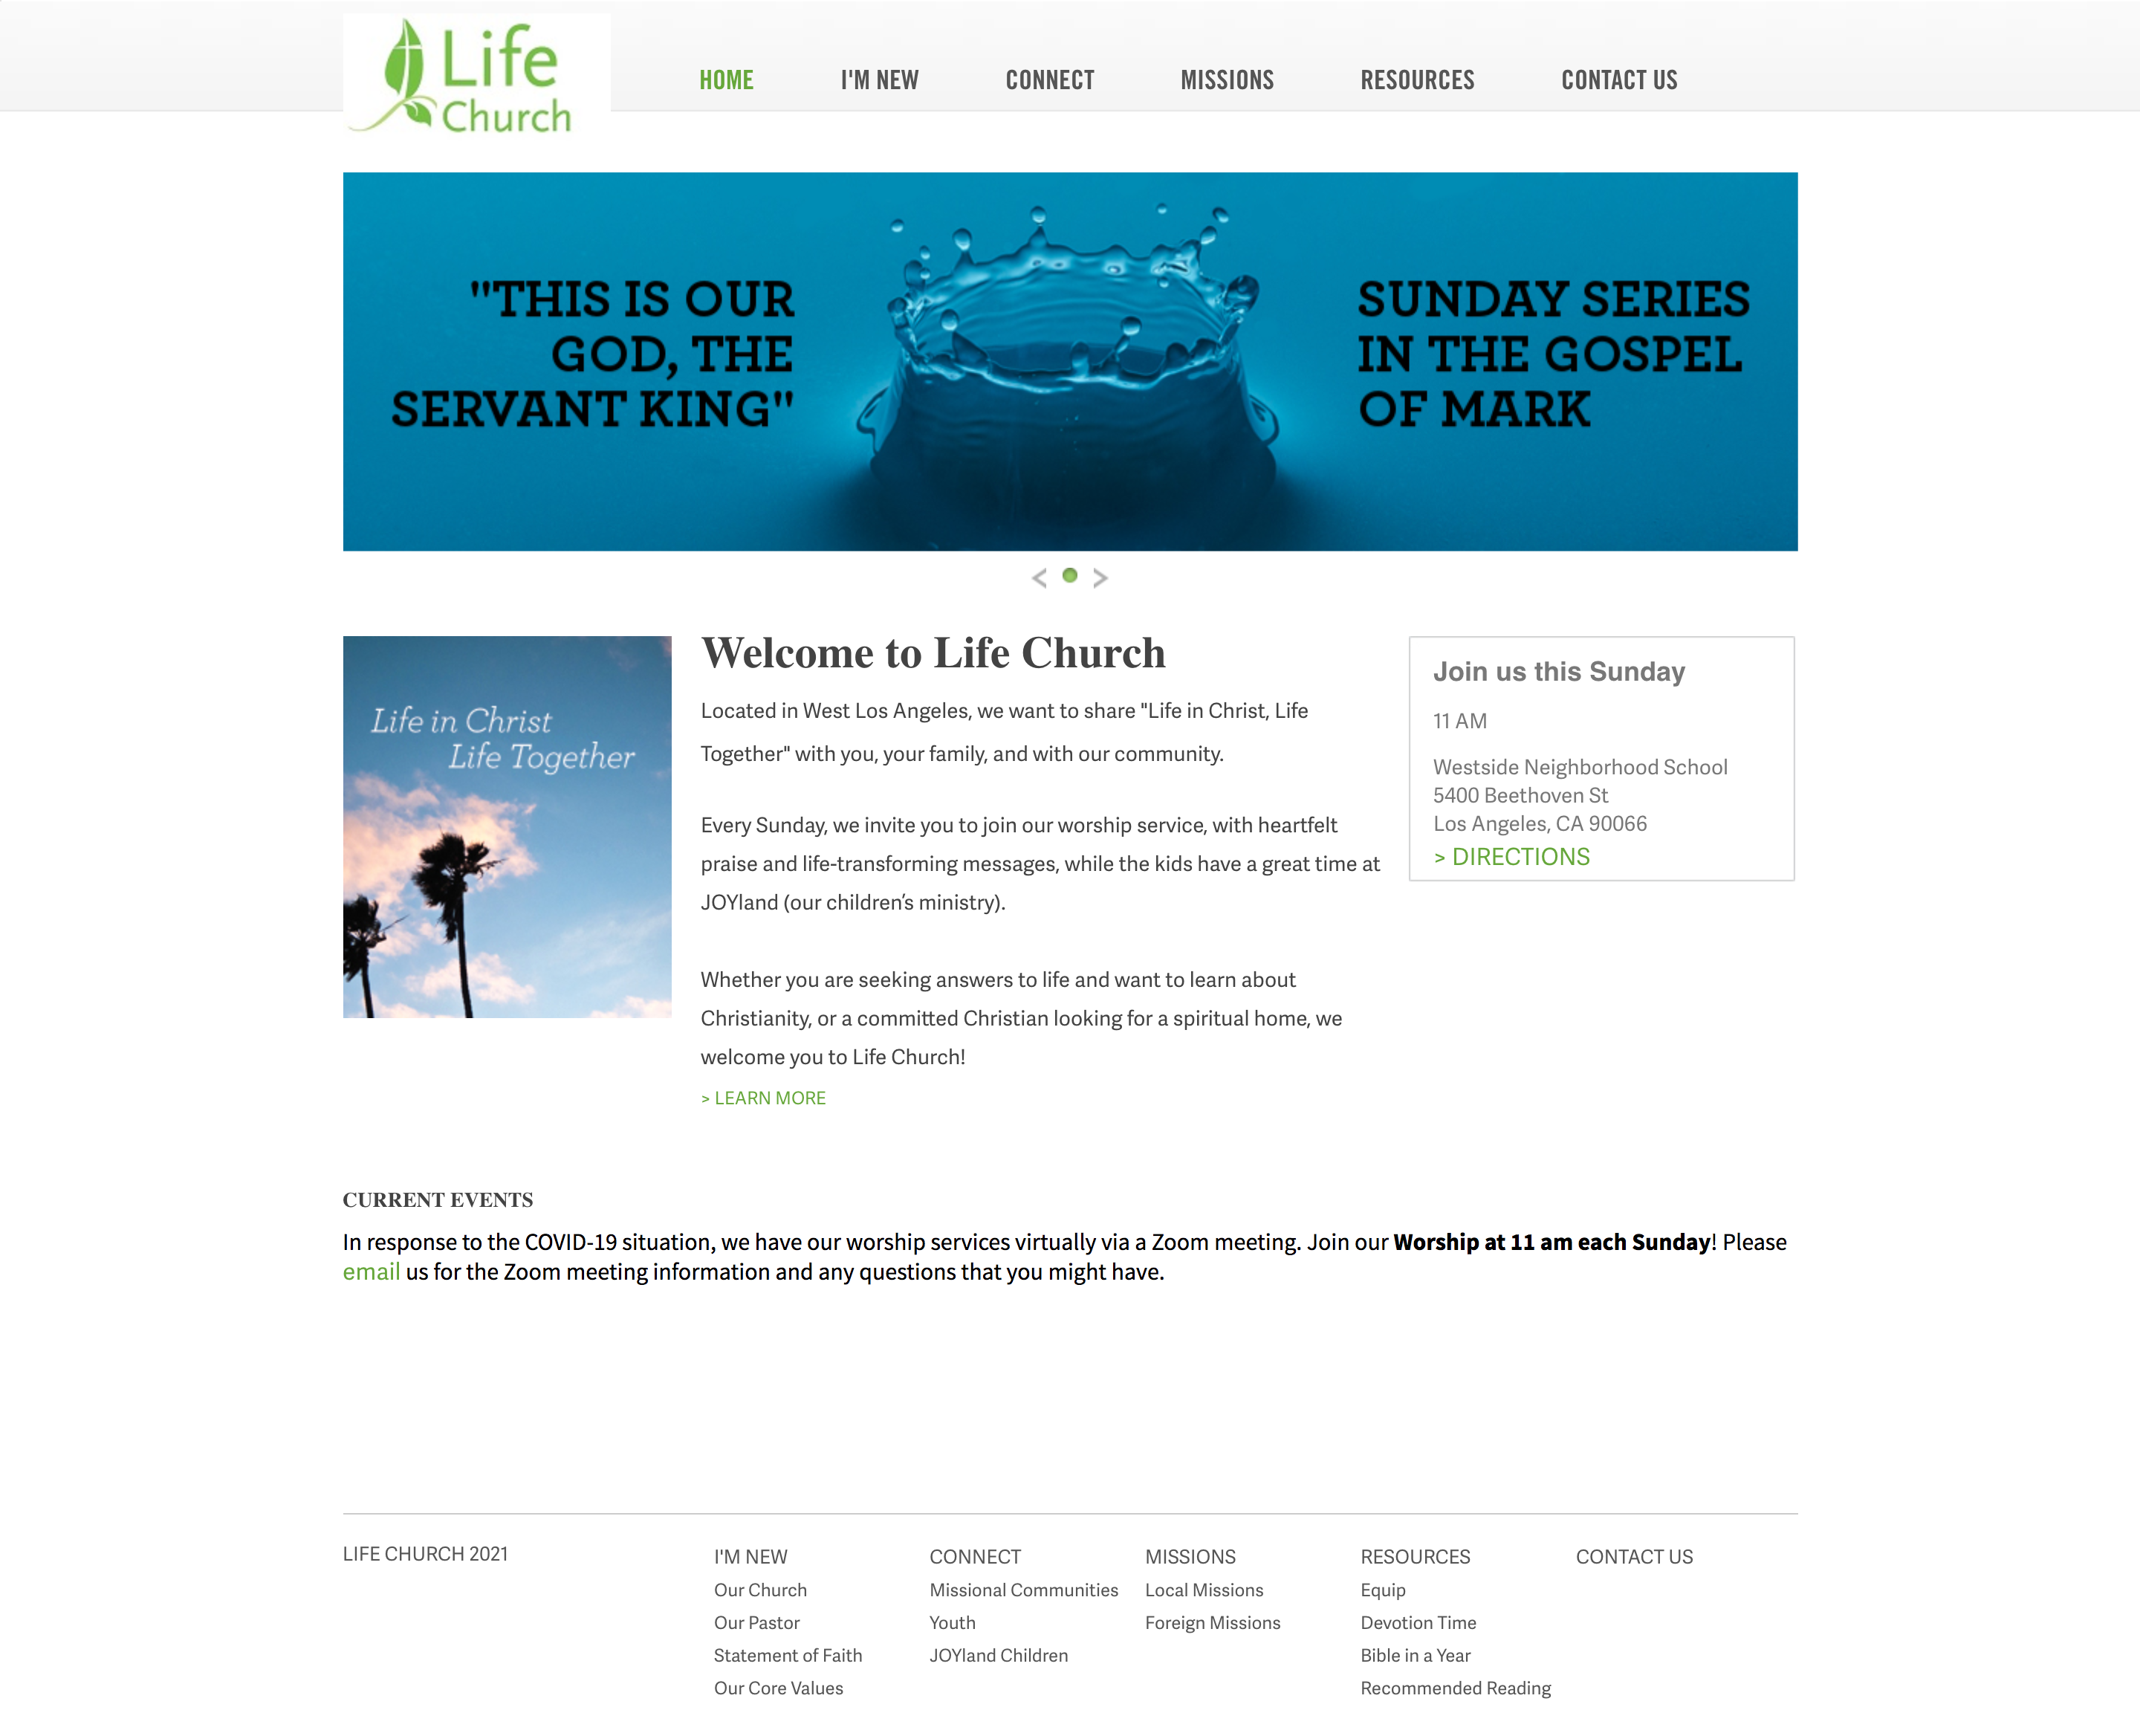 Life
Church
HOME
I'M NEW
CONNECT
MISSIONS
RESOURCES
CONTACT US
"THIS IS OUR
GOD, THE
SERVANT KING"
SUNDAY SERIES
IN THE GOSPEL
OF MARK
Life in Christ
Life Together
Welcome to Life Church
Located in West Los Angeles, we want to share "Life in Christ, Life
Together" with you, your family, and with our community.
Every Sunday, we invite you to join our worship service, with heartfelt
praise and life-transforming messages, while the kids have a great time at
JOYland (our children’s ministry).
Whether you are seeking answers to life and want to learn about
Christianity, or a committed Christian looking for a spiritual home, we
welcome you to Life Church!
> LEARN MORE
Join us this Sunday
11 AM
Westside Neighborhood School
5400 Beethoven St
Los Angeles, CA 90066
> DIRECTIONS
CURRENT EVENTS
In response to the COVID-19 situation, we have our worship services virtually via a Zoom meeting. Join our Worship at 11 am each Sunday! Please
email us for the Zoom meeting information and any questions that you might have.
LIFE CHURCH 2021
I'M NEW
Our Church
Our Pastor
Statement of Faith
Our Core Values
CONNECT
Missional Communities
Youth
JOYland Children
MISSIONS
Local Missions
Foreign Missions
RESOURCES
Equip
Devotion Time
Bible in a Year
Recommended Reading
CONTACT US